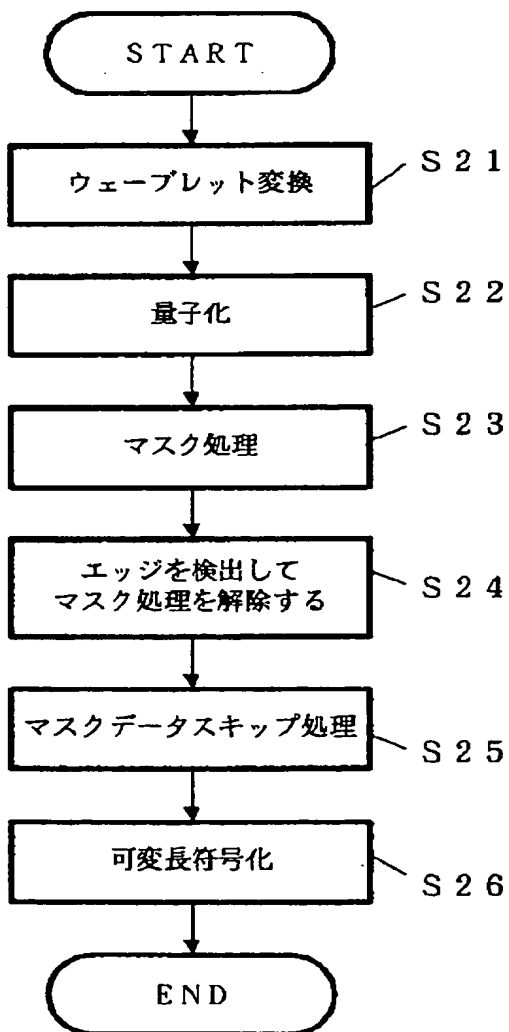 START
ウェーブレット変換
S21
量子化
S22
マスク処理
S23
エッジを検出して
マスク処理を解除する
S24
マスクデータスキップ処理
S25
可変長符号化
S26
END